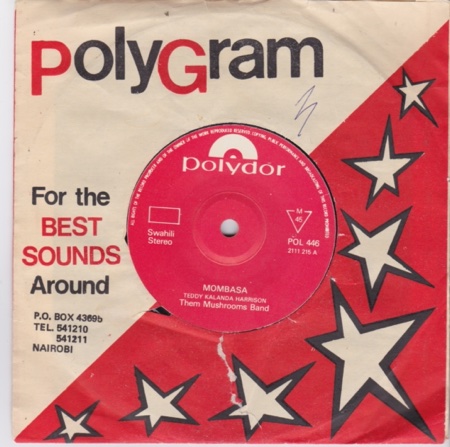 PolyGram
For the
BEST
SOUNDS
Around
P.O. BOX 43695
TEL. 541210
541211
NAIROBI
polydor
Swahili
Stereo
M
45
POL 446
2111 215 A
MOMBASA
TEDDY KALANDA HARRISON
Them Mushrooms Band